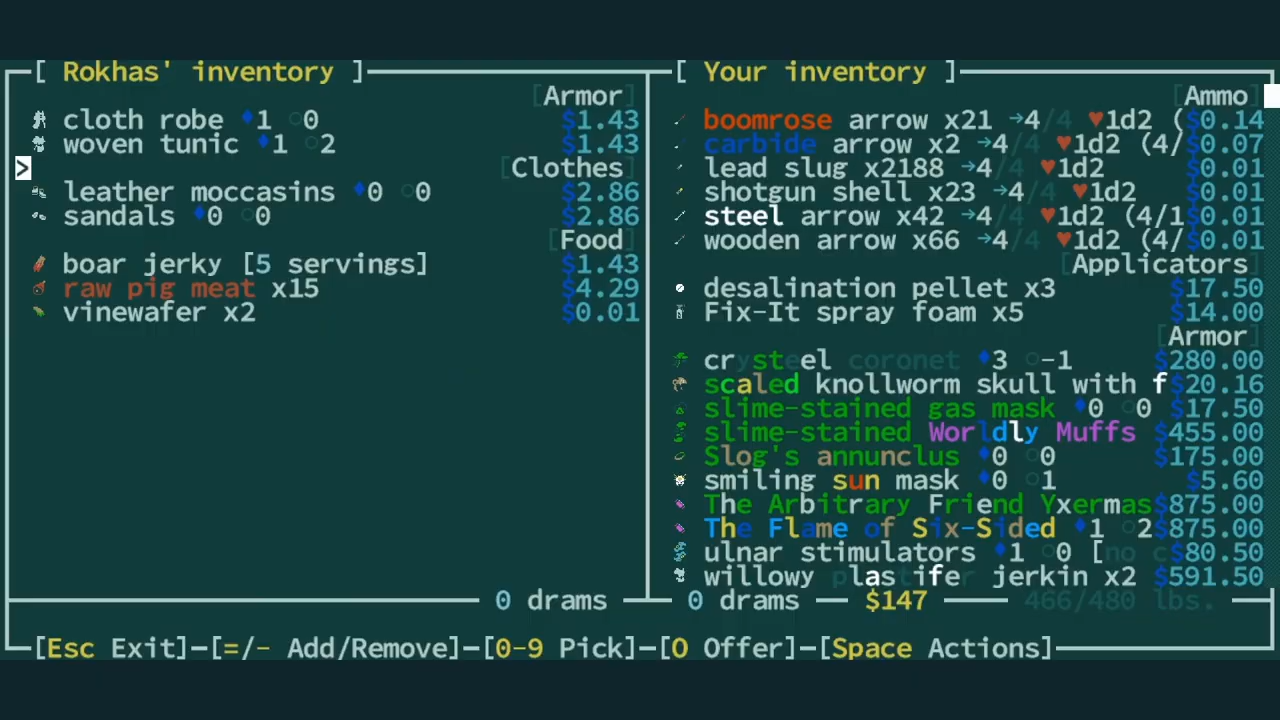 [ Rokhas' inventory ]
[Armor]
cloth robe ♦1 ○0 $1.43
woven tunic ♦1 ○2 $1.43
> [Clothes]
leather moccasins ♦0 ○0 $2.86
sandals ♦0 ○0 $2.86
[Food]
boar jerky [5 servings] $1.43
raw pig meat x15 $4.29
vinewafer x2 $0.01
0 drams
[ Your inventory ]
[Ammo]
boomrose arrow x21 →4/4 ♥1d2 ( $0.14
carbide arrow x2 →4/4 ♥1d2 (4/ $0.07
lead slug x2188 →4/4 ♥1d2 $0.01
shotgun shell x23 →4/4 ♥1d2 $0.01
steel arrow x42 →4/4 ♥1d2 (4/1 $0.01
wooden arrow x66 →4/4 ♥1d2 (4/ $0.01
[Applicators]
desalination pellet x3 $17.50
Fix-It spray foam x5 $14.00
[Armor]
crysteel coronet ♦3 ○-1 $280.00
scaled knollworm skull with f $20.16
slime-stained gas mask ♦0 ○0 $17.50
slime-stained Worldly Muffs $455.00
Slog's annunclus ♦0 ○0 $175.00
smiling sun mask ♦0 ○1 $5.60
The Arbitrary Friend Yxermas $875.00
The Flame of Six-Sided ♦1 ○2 $875.00
ulnar stimulators ♦1 ○0 [no c $80.50
willowy plastifer jerkin x2 $591.50
0 drams $147 466/480 lbs.
[Esc Exit] [=/- Add/Remove] [0-9 Pick] [O Offer] [Space Actions]